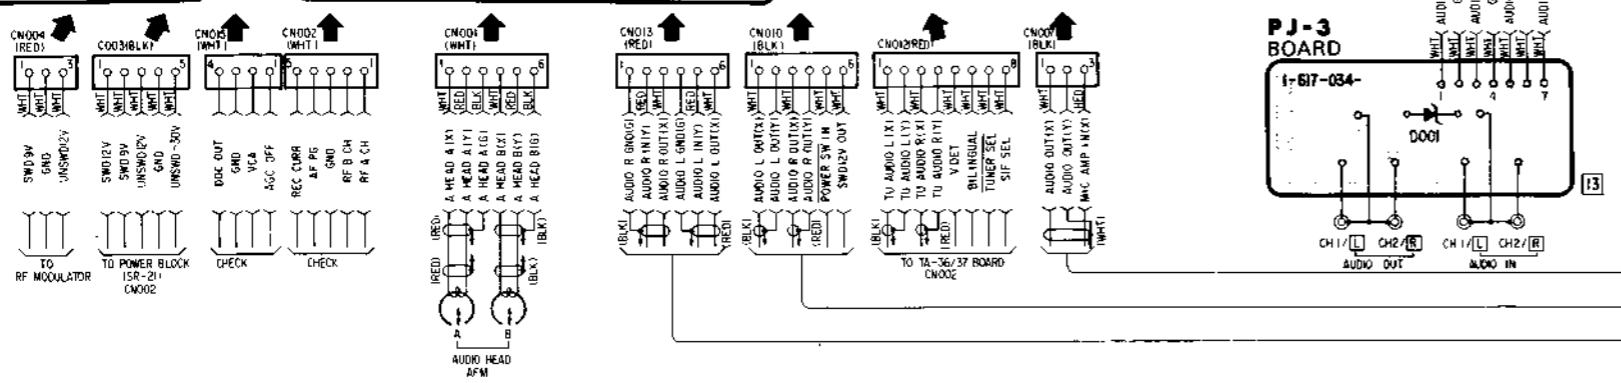 CN004
(RED)
1 3
WHT
WHT
WHT
SWD9V
GND
UNSWD12V
TO
RF MODULATOR
C003(BLK)
1 5
WHT
WHT
WHT
WHT
WHT
SWD12V
SWD9V
UNSWD12V
GND
UNSWD-30V
TO POWER BLOCK
(SR-21)
CN002
CN015
(WHT)
4 1
DOC OUT
GND
VCA
AGC OFF
CHECK
CN002
(WHT)
5 1
REC CURR
AF PG
GND
RF B CH
RF A CH
CHECK
CN001
(WHT)
1 6
WHT
RED
BLK
WHT
RED
BLK
A HEAD A(X)
A HEAD A(Y)
A HEAD A(G)
A HEAD B(X)
A HEAD B(Y)
A HEAD B(G)
(RED)
(BLK)
(RED)
(BLK)
A B
AUDIO HEAD
AFM
CN013
(RED)
1 6
WHT
RED
WHT
WHT
RED
WHT
AUDIO R GND(G)
AUDIO R IN(Y)
AUDIO R OUT(X)
AUDIO L GND(G)
AUDIO L IN(Y)
AUDIO L OUT(X)
(BLK)
(RED)
CN010
(BLK)
1 6
WHT
RED
WHT
RED
WHT
WHT
AUDIO L OUT(X)
AUDIO L OUT(Y)
AUDIO R OUT(X)
AUDIO R OUT(Y)
POWER SW IN
SWD12V OUT
(BLK)
(RED)
CN012(RED)
1 8
WHT
RED
WHT
RED
WHT
WHT
WHT
WHT
TU AUDIO L(X)
TU AUDIO L(Y)
TU AUDIO R(X)
TU AUDIO R(Y)
V DET
BILINGUAL
TUNER SEL
SIF SEL
(BLK)
(RED)
TO TA-36/37 BOARD
CN002
CN007
(BLK)
1 3
WHT
WHT
RED
AUDIO OUT(X)
AUDIO OUT(Y)
MIC AMP IN(X)
(WHT)
PJ-3
BOARD
1-617-034-
WHT
WHT
WHT
WHT
WHT
WHT
WHT
1 4 7
D001
13
CH1/L CH2/R
AUDIO OUT
CH1/L CH2/R
AUDIO IN